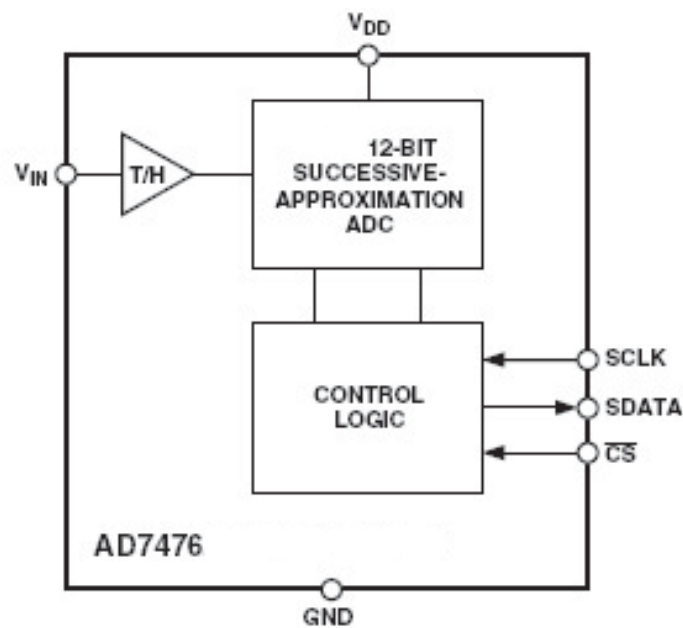 VDD
VIN
T/H
12-BIT
SUCCESSIVE-
APPROXIMATION
ADC
CONTROL
LOGIC
SCLK
SDATA
CS
AD7476
GND